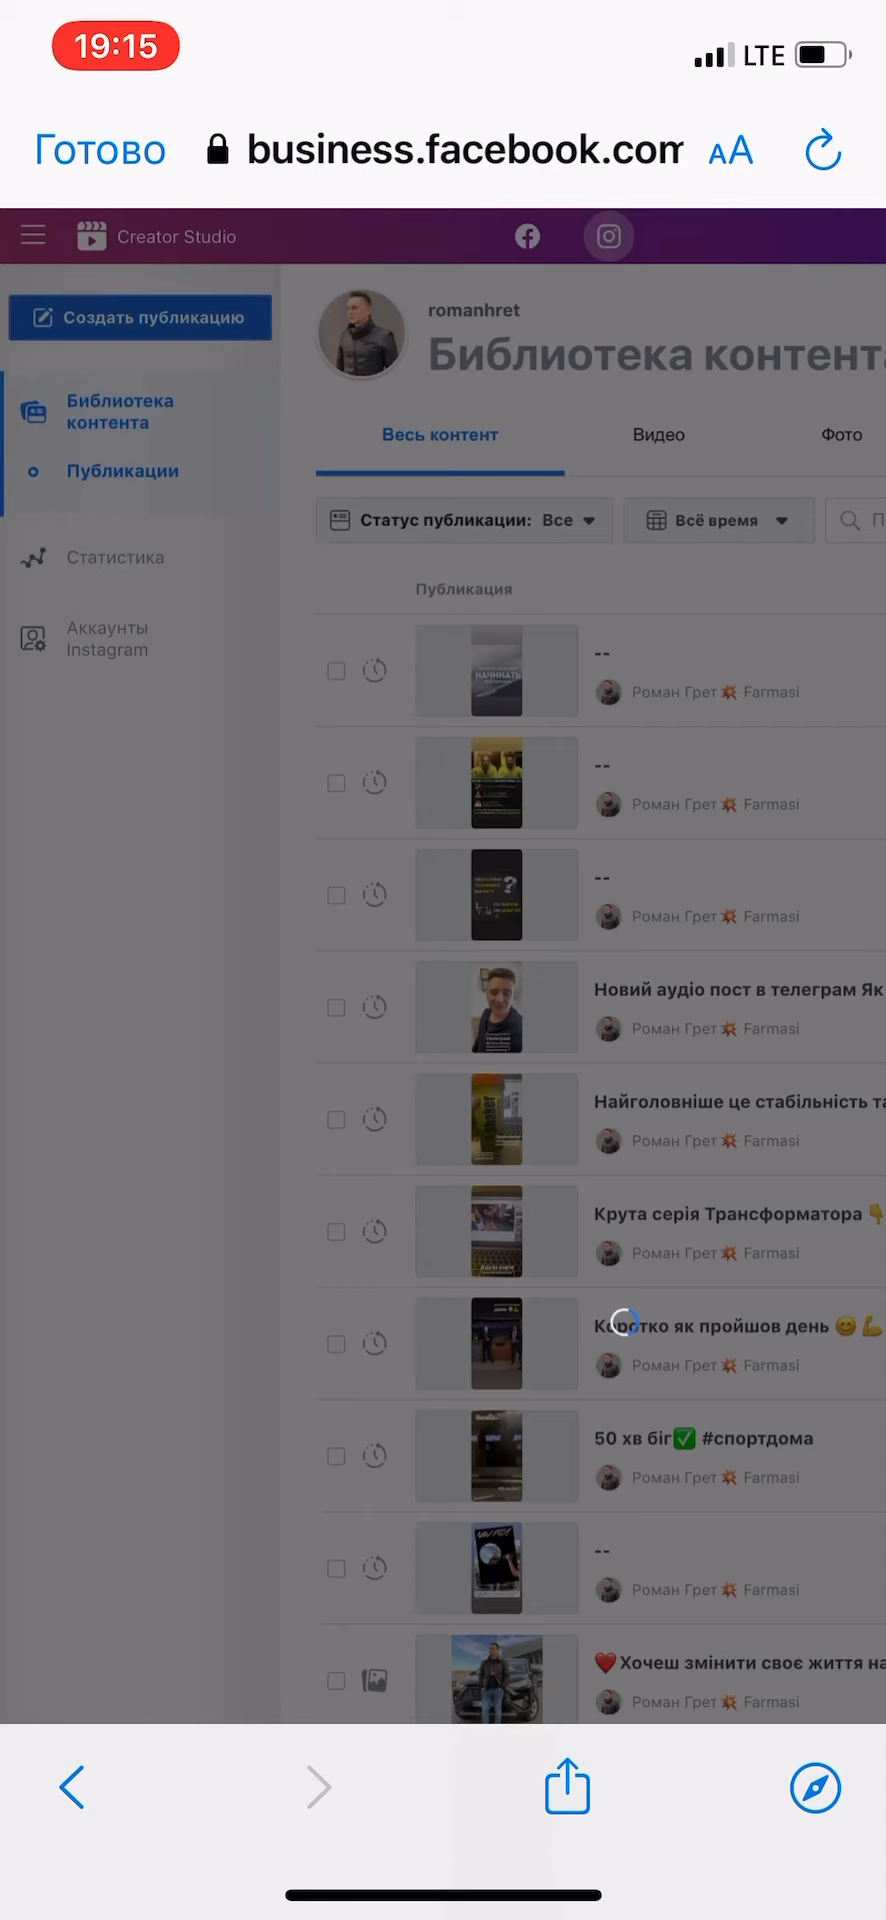 19:15
LTE
Готово
business.facebook.com
AA
Creator Studio
Создать публикацию
romanhret
Библиотека контента
Библиотека
контента
Весь контент
Видео
Фото
Публикации
Статус публикации: Все
Всё время
П
Статистика
Публикация
Аккаунты
Instagram
НАЧИНАТЬ
--
Роман Грет💥 Farmasi
--
Роман Грет💥 Farmasi
?
--
Роман Грет💥 Farmasi
Новий аудіо пост в телеграм Як
Роман Грет💥 Farmasi
shaker
Найголовніше це стабільність та
Роман Грет💥 Farmasi
Крута серія Трансформатора 👇
Роман Грет💥 Farmasi
Коротко як пройшов день 😊💪
Роман Грет💥 Farmasi
50 хв біг✅ #спортдома
Роман Грет💥 Farmasi
--
Роман Грет💥 Farmasi
❤️Хочеш змінити своє життя на
Роман Грет💥 Farmasi